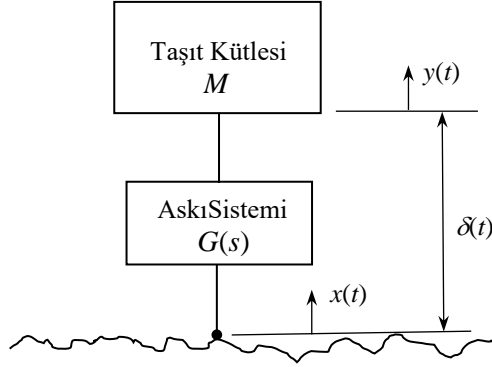 Taşıt Kütlesi
M
y(t)
AskıSistemi
G(s)
δ(t)
x(t)